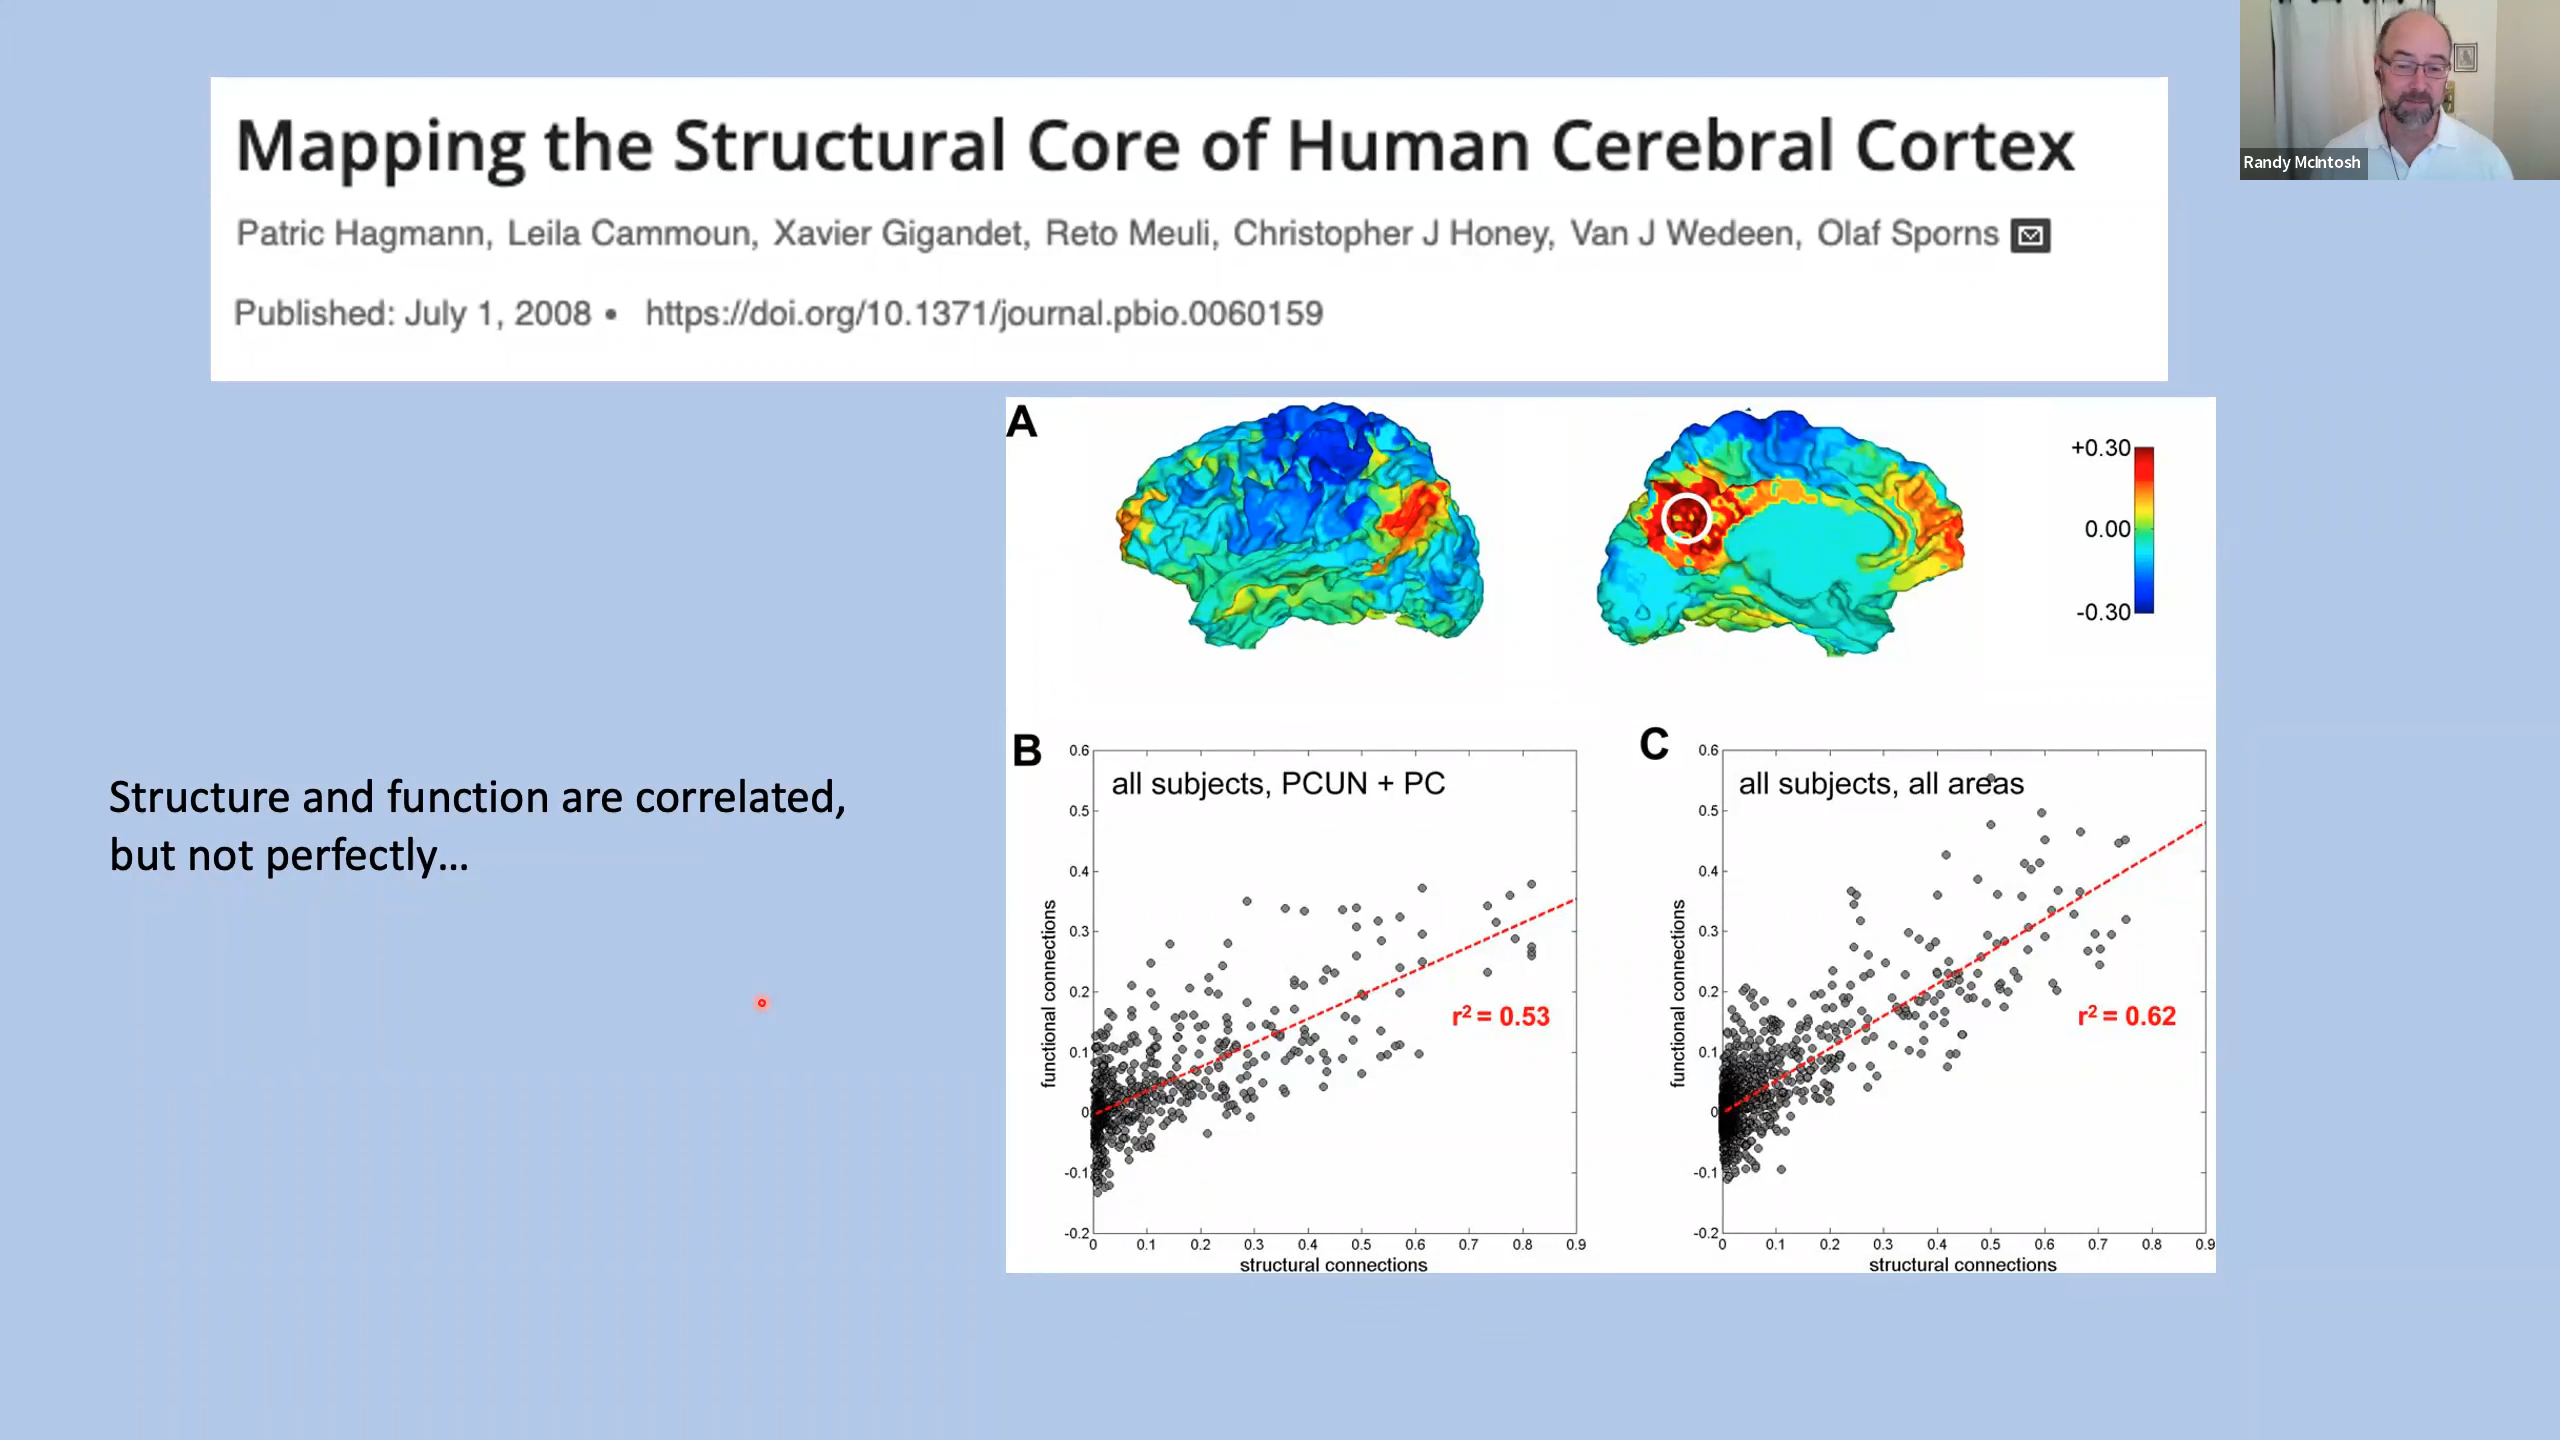 Mapping the Structural Core of Human Cerebral Cortex
Patric Hagmann, Leila Cammoun, Xavier Gigandet, Reto Meuli, Christopher J Honey, Van J Wedeen, Olaf Sporns
Published: July 1, 2008 • https://doi.org/10.1371/journal.pbio.0060159
Randy McIntosh
Structure and function are correlated,
but not perfectly...
A
+0.30
0.00
-0.30
B
all subjects, PCUN + PC
functional connections
0.6
0.5
0.4
0.3
0.2
0.1
0
-0.1
-0.2
r² = 0.53
0 0.1 0.2 0.3 0.4 0.5 0.6 0.7 0.8 0.9
structural connections
C
all subjects, all areas
functional connections
0.6
0.5
0.4
0.3
0.2
0.1
0
-0.1
-0.2
r² = 0.62
0 0.1 0.2 0.3 0.4 0.5 0.6 0.7 0.8 0.9
structural connections